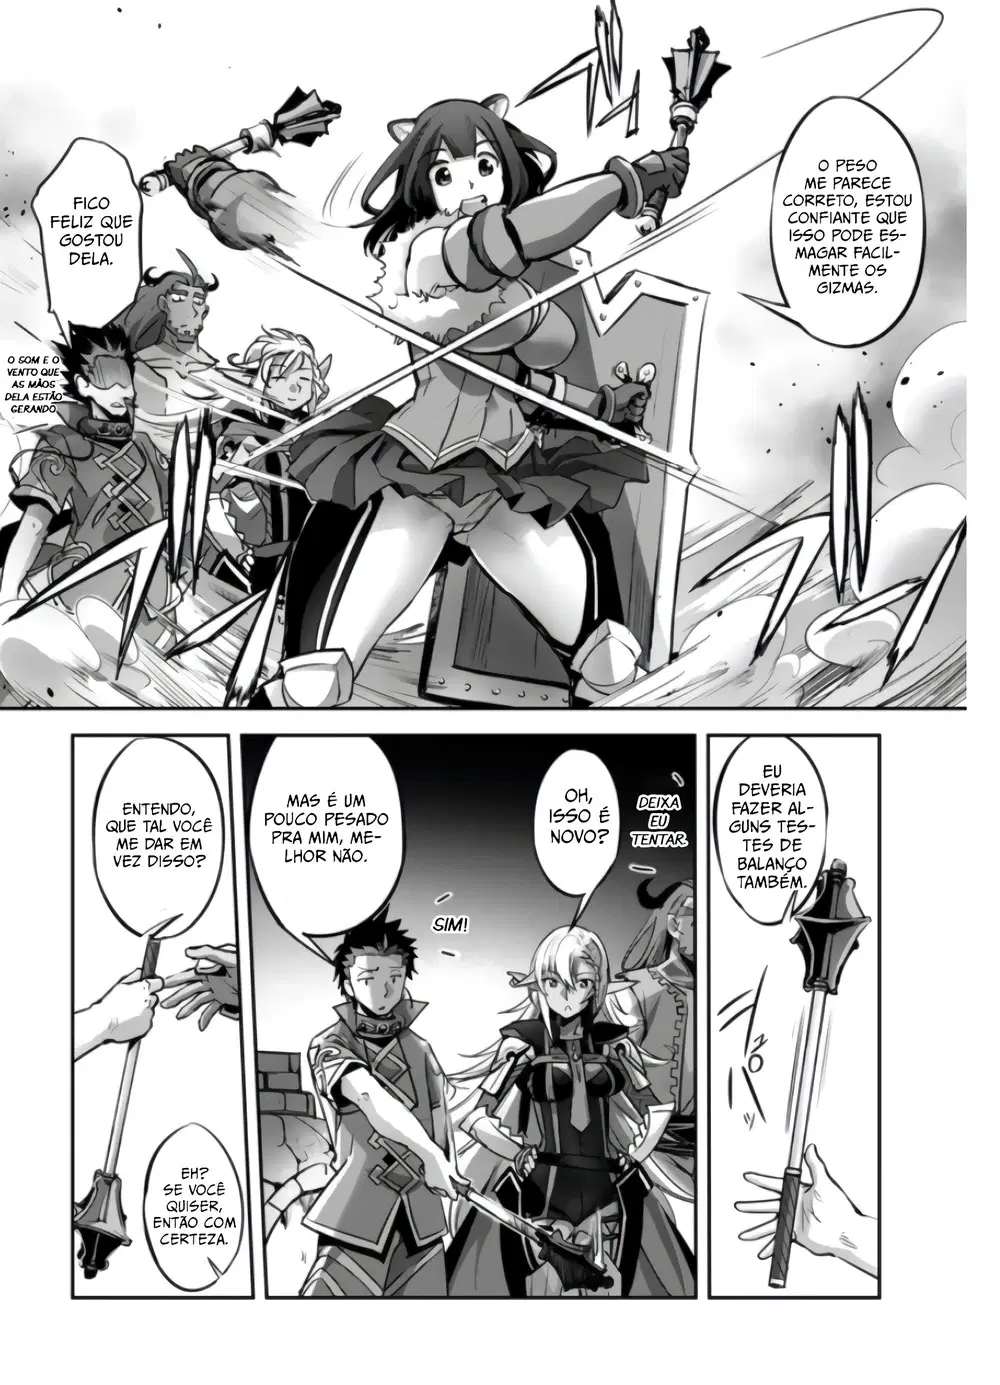 O PESO
ME PARECE
CORRETO, ESTOU
CONFIANTE QUE
ISSO PODE ES-
MAGAR FACIL-
MENTE OS
GIZMAS.
FICO
FELIZ QUE
GOSTOU
DELA.
O SOM E O
VENTO QUE
AS MÃOS
DELA ESTÃO
GERANDO
EU
DEVERIA
FAZER AL-
GUNS TES-
TES DE
BALANÇO
TAMBÉM.
DEIXA
EU
TENTAR.
OH,
ISSO É
NOVO?
SIM!
MAS É UM
POUCO PESADO
PRA MIM, ME-
LHOR NÃO.
ENTENDO,
QUE TAL VOCÊ
ME DAR EM
VEZ DISSO?
EH?
SE VOCÊ
QUISER,
ENTÃO COM
CERTEZA.